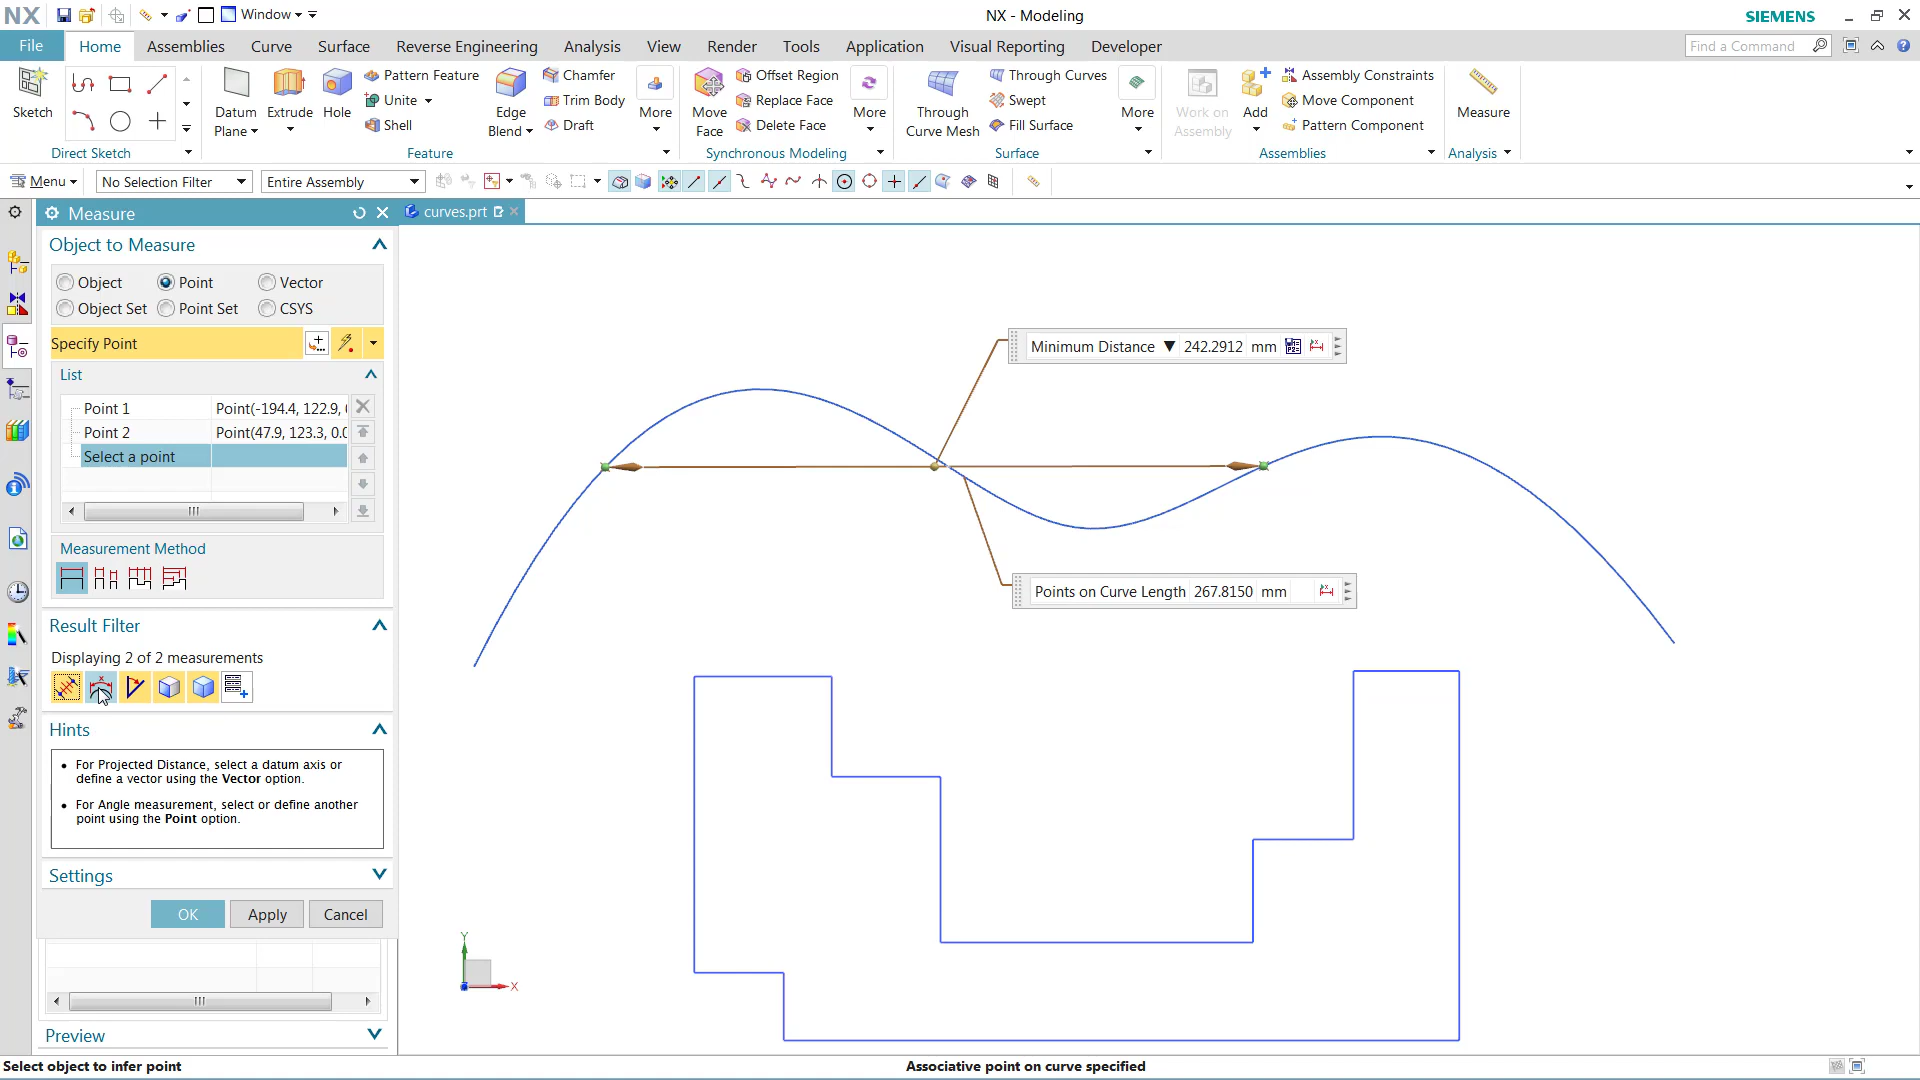 NX
Window
NX - Modeling
SIEMENS
File
Home
Assemblies
Curve
Surface
Reverse Engineering
Analysis
View
Render
Tools
Application
Visual Reporting
Developer
Find a Command
Sketch
Direct Sketch
Datum
Plane
Extrude
Hole
Pattern Feature
Unite
Shell
Edge
Blend
Chamfer
Trim Body
Draft
More
Feature
Move
Face
Offset Region
Replace Face
Delete Face
More
Synchronous Modeling
Through
Curve Mesh
Through Curves
Swept
Fill Surface
More
Surface
Work on
Assembly
Add
Assembly Constraints
Move Component
Pattern Component
Assemblies
Measure
Analysis
Menu
No Selection Filter
Entire Assembly
Measure
curves.prt
Object to Measure
Object
Point
Vector
Object Set
Point Set
CSYS
Specify Point
List
Point 1 Point(-194.4, 122.9,
Point 2 Point(47.9, 123.3, 0.0
Select a point
Measurement Method
Result Filter
Displaying 2 of 2 measurements
Hints
• For Projected Distance, select a datum axis or
define a vector using the Vector option.
• For Angle measurement, select or define another
point using the Point option.
Settings
OK
Apply
Cancel
Preview
Minimum Distance 242.2912 mm
Points on Curve Length 267.8150 mm
Y
X
Select object to infer point
Associative point on curve specified